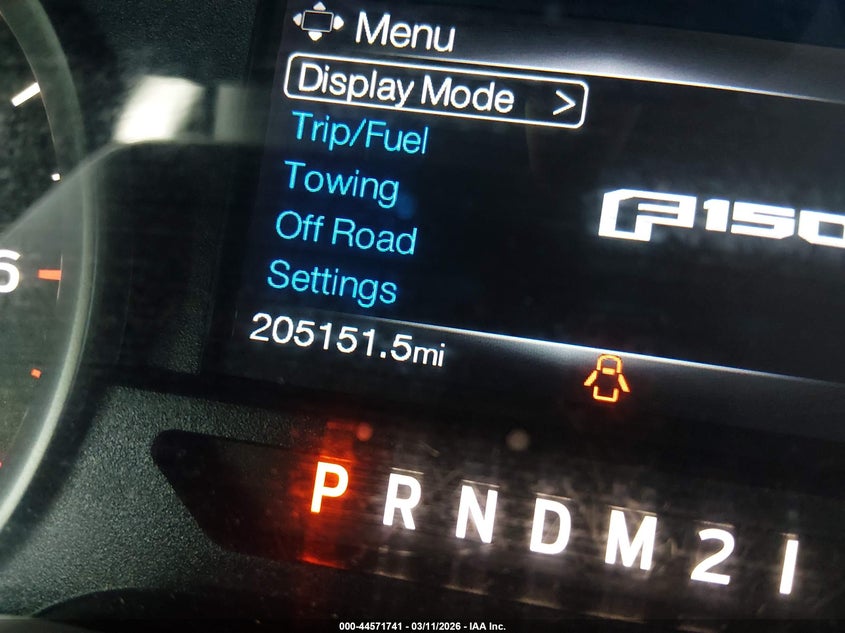 Menu
Display Mode >
Trip/Fuel
Towing
Off Road
Settings
F150
205151.5mi
6
P R N D M 2 1
000-44571741 - 03/11/2026 - IAA Inc.